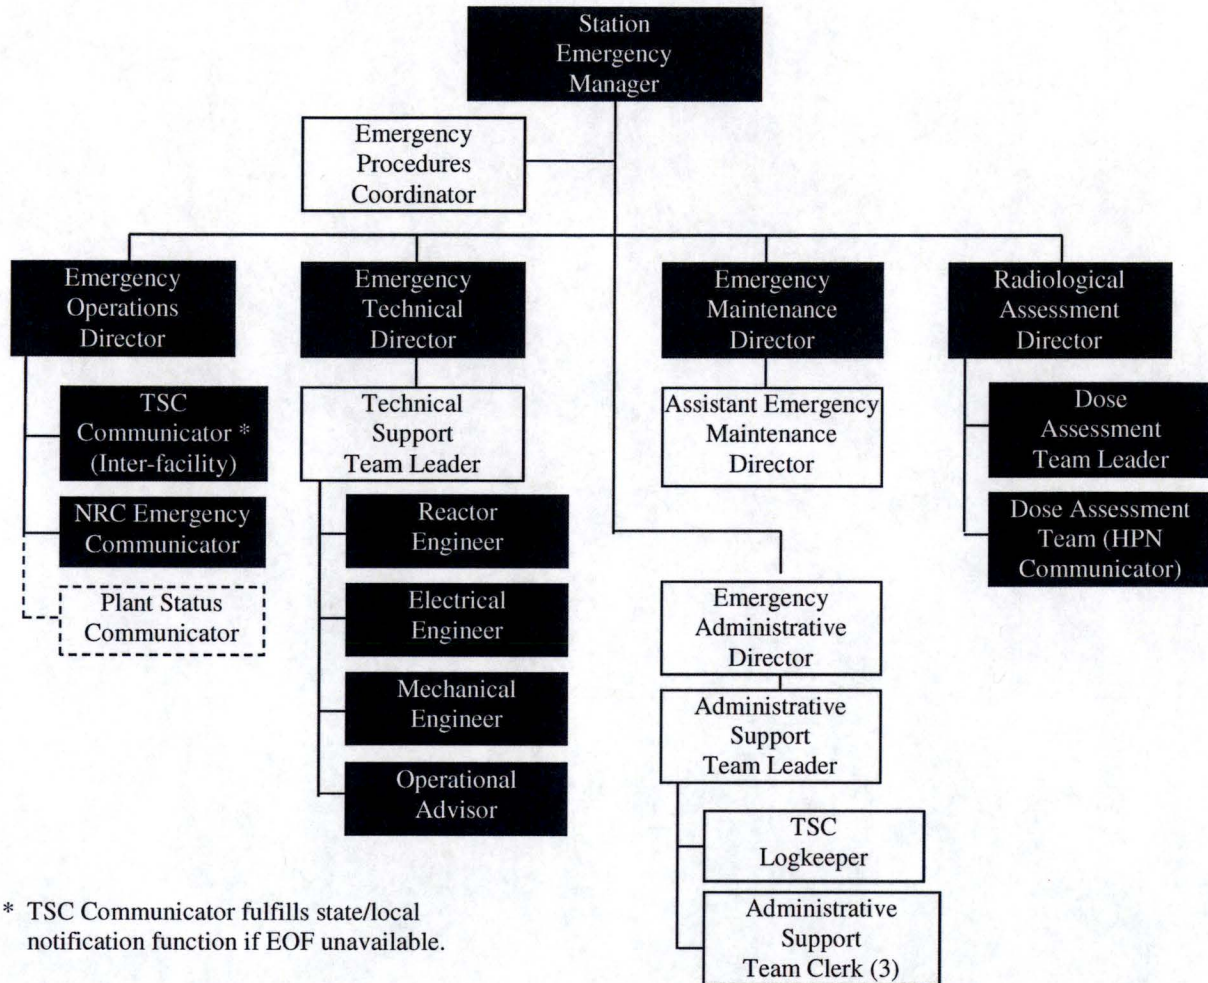 Station
Emergency
Manager
Emergency
Procedures
Coordinator
Emergency
Operations
Director
Emergency
Technical
Director
Emergency
Maintenance
Director
Radiological
Assessment
Director
TSC
Communicator *
(Inter-facility)
NRC Emergency
Communicator
Plant Status
Communicator
Technical
Support
Team Leader
Reactor
Engineer
Electrical
Engineer
Mechanical
Engineer
Operational
Advisor
Assistant Emergency
Maintenance
Director
Emergency
Administrative
Director
Administrative
Support
Team Leader
TSC
Logkeeper
Administrative
Support
Team Clerk (3)
Dose
Assessment
Team Leader
Dose Assessment
Team (HPN
Communicator)
* TSC Communicator fulfills state/local
notification function if EOF unavailable.